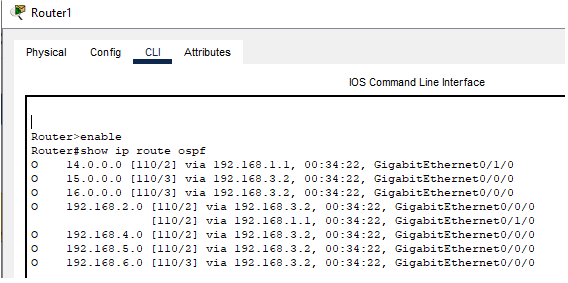 Router1
Physical Config CLI Attributes
IOS Command Line Interface
Router>enable
Router#show ip route ospf
O 14.0.0.0 [110/2] via 192.168.1.1, 00:34:22, GigabitEthernet0/1/0
O 15.0.0.0 [110/3] via 192.168.3.2, 00:34:22, GigabitEthernet0/0/0
O 16.0.0.0 [110/3] via 192.168.3.2, 00:34:22, GigabitEthernet0/0/0
O 192.168.2.0 [110/2] via 192.168.3.2, 00:34:22, GigabitEthernet0/0/0
[110/2] via 192.168.1.1, 00:34:22, GigabitEthernet0/1/0
O 192.168.4.0 [110/2] via 192.168.3.2, 00:34:22, GigabitEthernet0/0/0
O 192.168.5.0 [110/2] via 192.168.3.2, 00:34:22, GigabitEthernet0/0/0
O 192.168.6.0 [110/3] via 192.168.3.2, 00:34:22, GigabitEthernet0/0/0